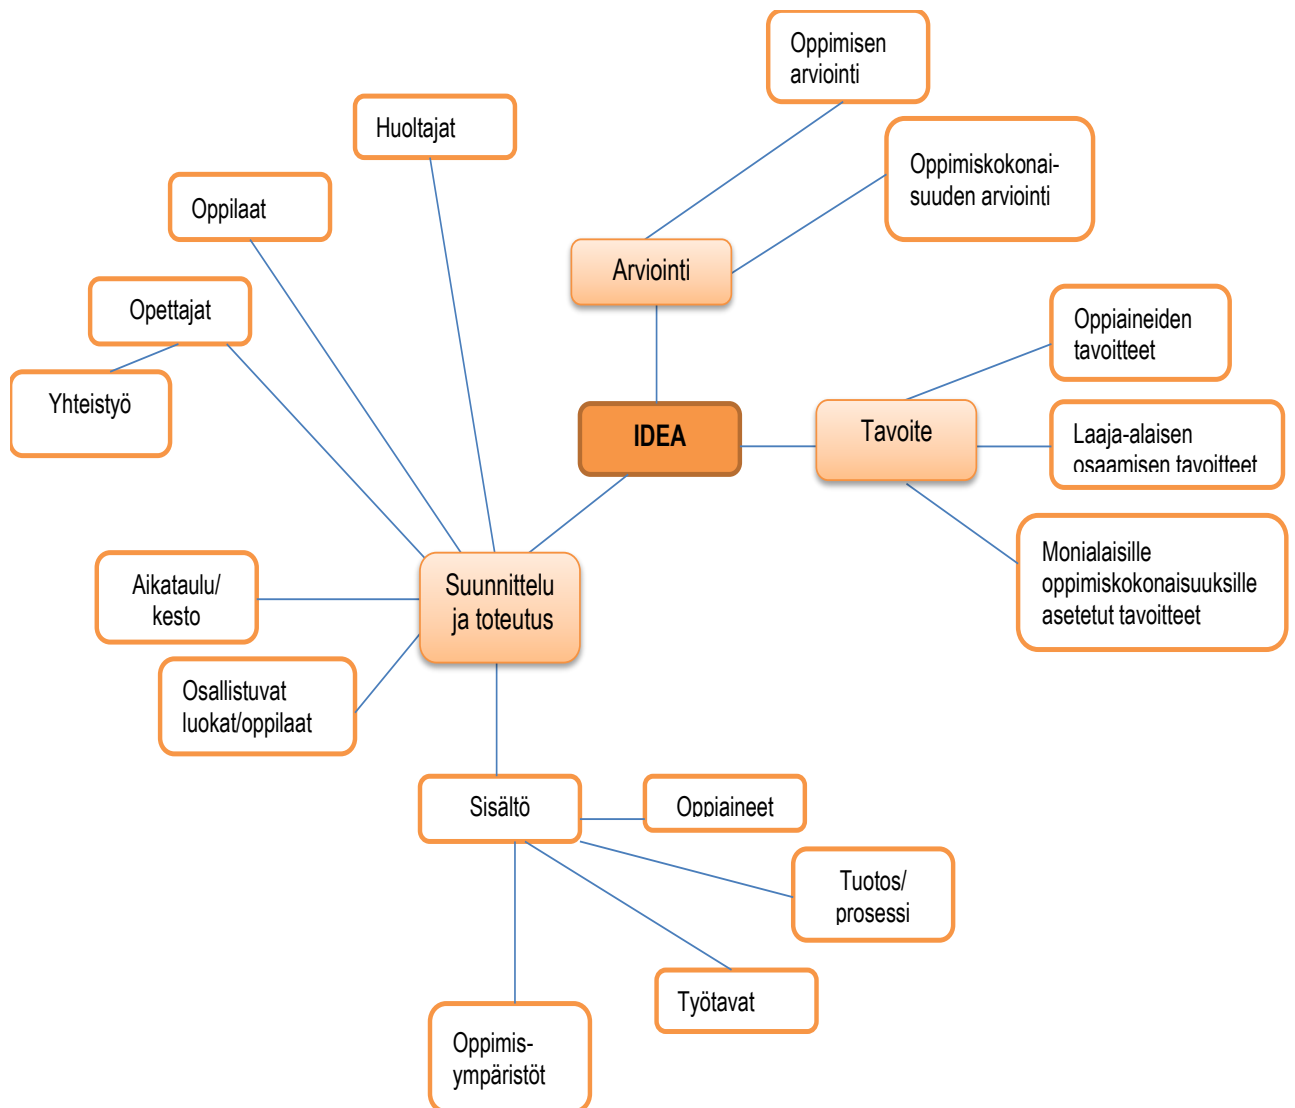 Oppimisen
arviointi
Huoltajat
Oppimiskokonai-
suuden arviointi
Oppilaat
Arviointi
Opettajat
Oppiaineiden
tavoitteet
Yhteistyö
IDEA
Tavoite
Laaja-alaisen
osaamisen tavoitteet
Monialaisille
oppimiskokonaisuuksille
asetetut tavoitteet
Aikataulu/
kesto
Suunnittelu
ja toteutus
Osallistuvat
luokat/oppilaat
Sisältö
Oppiaineet
Tuotos/
prosessi
Työtavat
Oppimis-
ympäristöt